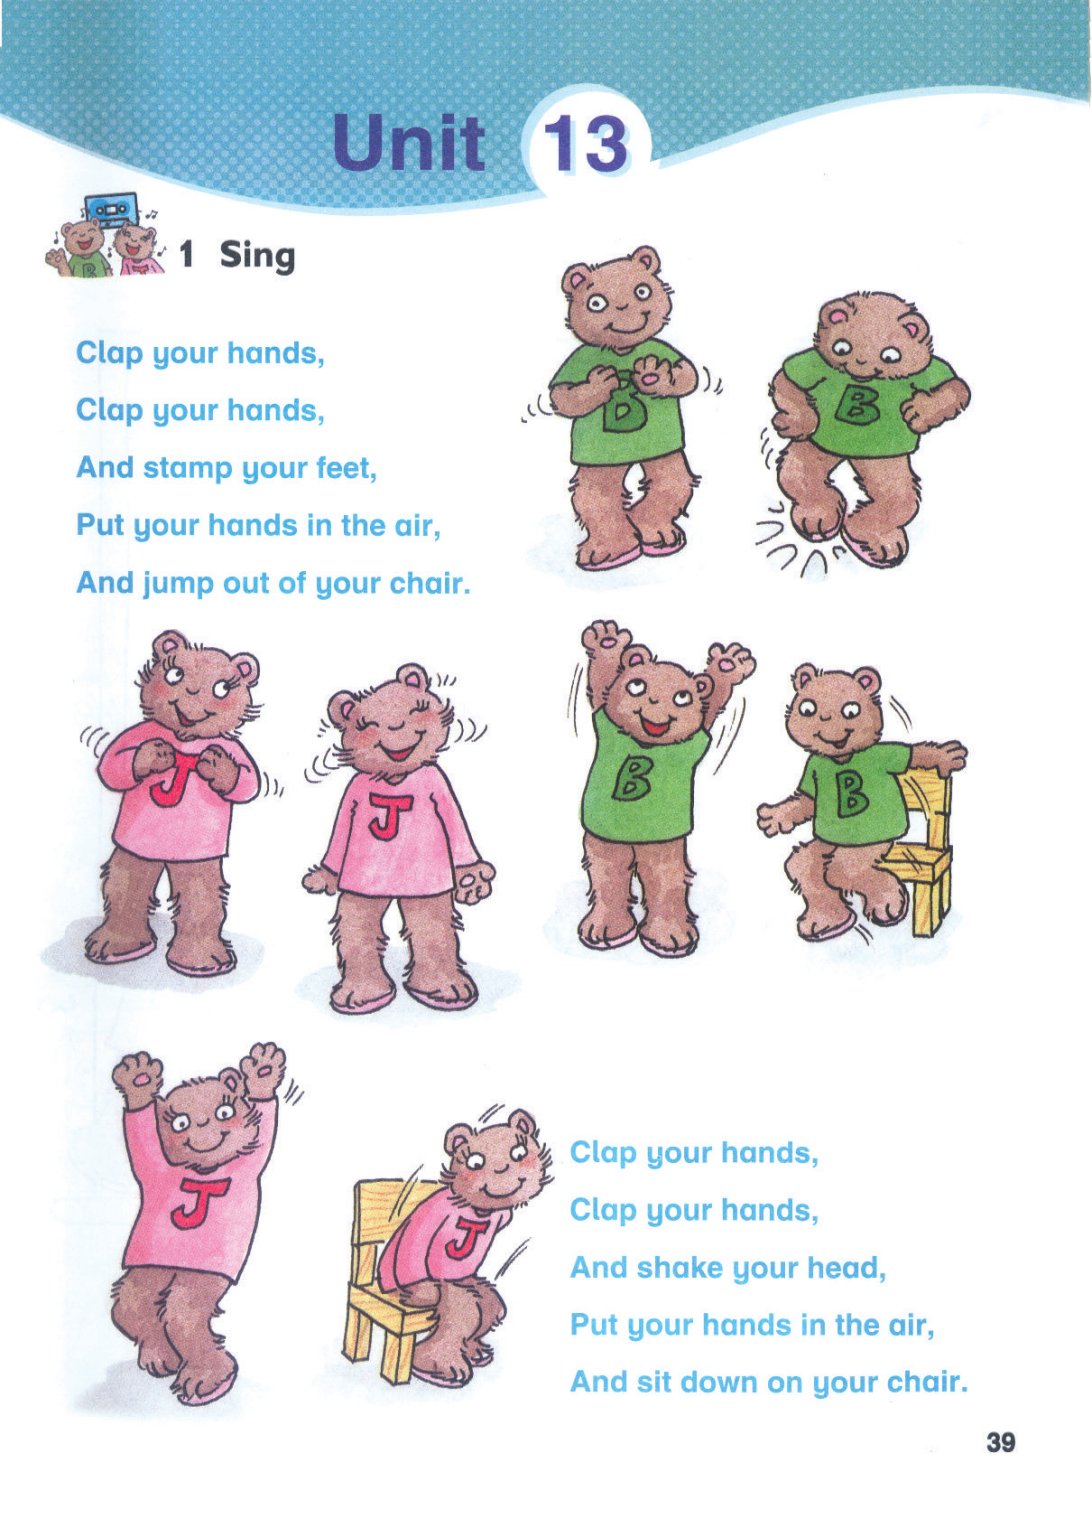 Unit 13
1 Sing
Clap your hands,
Clap your hands,
And stamp your feet,
Put your hands in the air,
And jump out of your chair.
B
B
J
J
B
B
J
J
Clap your hands,
Clap your hands,
And shake your head,
Put your hands in the air,
And sit down on your chair.
39